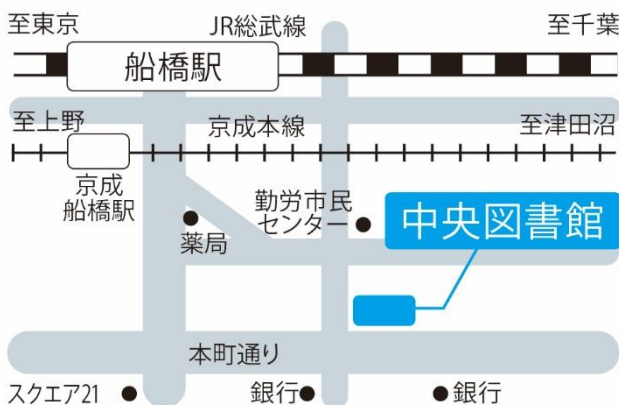 至東京
JR総武線
至千葉
船橋駅
至上野
京成本線
至津田沼
京成
船橋駅
勤労市民
センター
中央図書館
薬局
本町通り
スクエア21
銀行
銀行